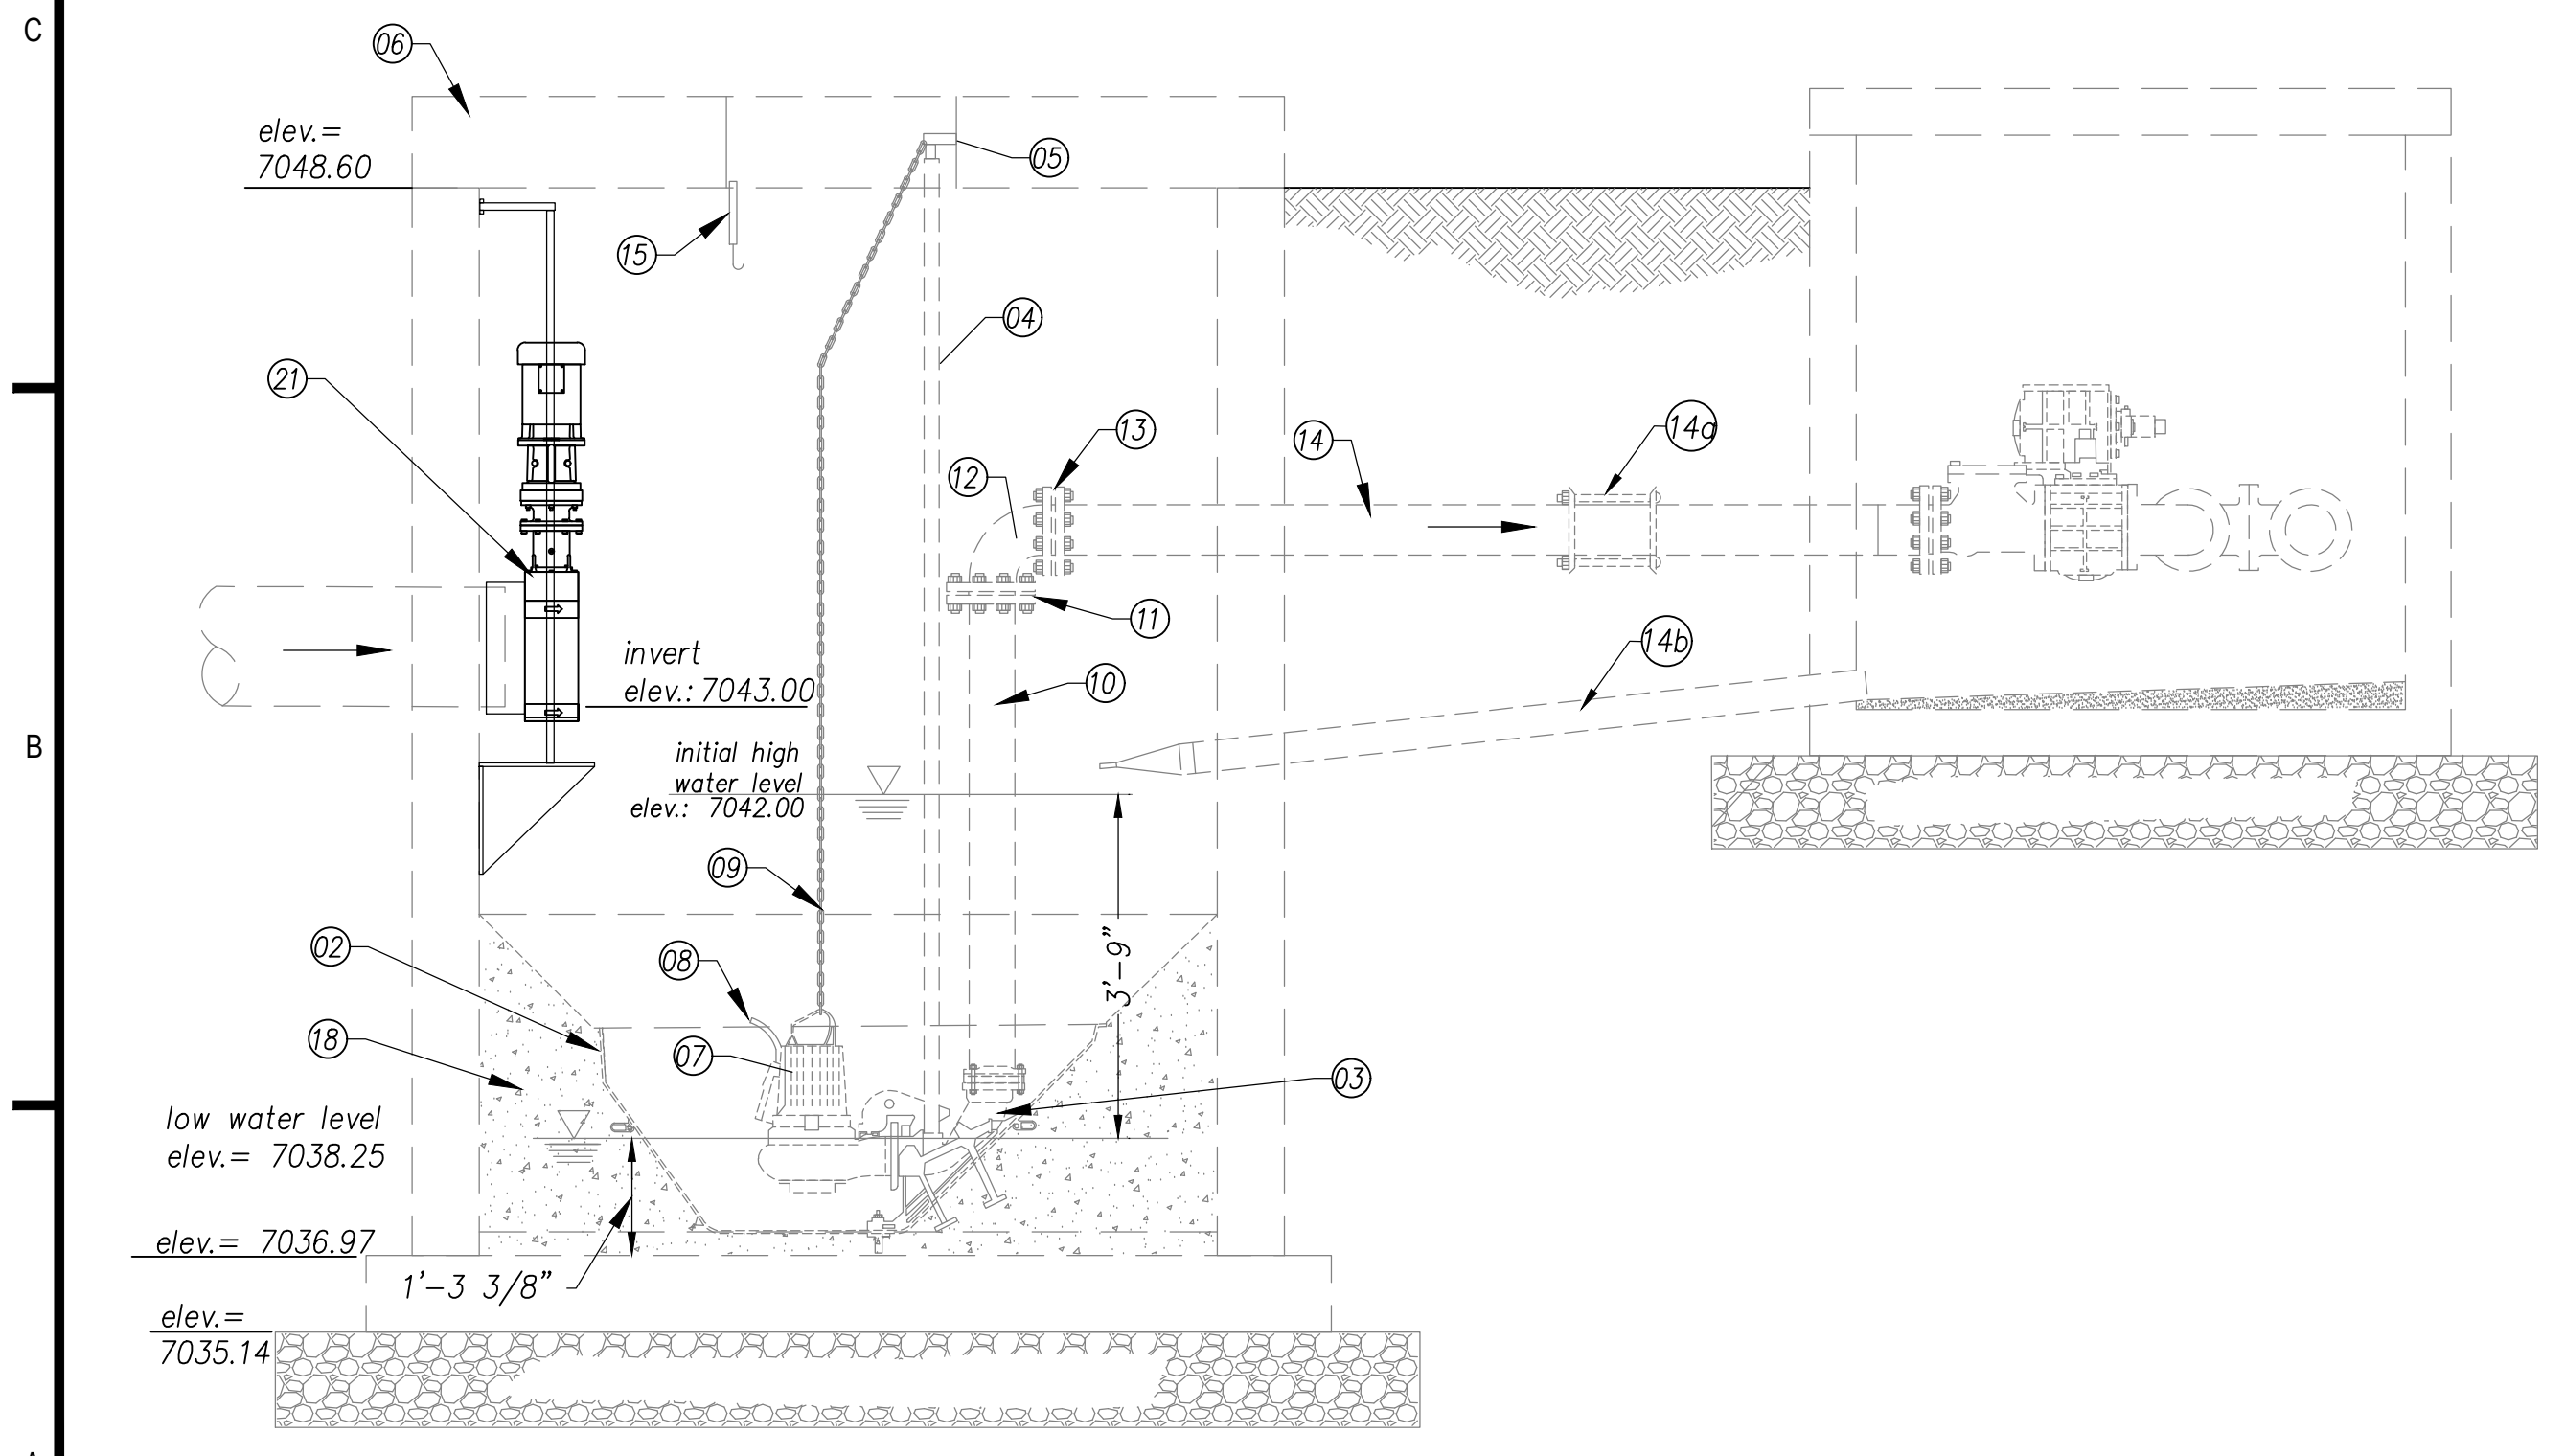 C
06
elev.=
7048.60
05
15
04
21
13
14
14a
12
11
14b
invert
elev.: 7043.00
10
B
initial high
water level
elev.: 7042.00
09
02
08
3'-9"
18
07
03
low water level
elev.= 7038.25
elev.= 7036.97
1'-3 3/8"
elev.=
7035.14